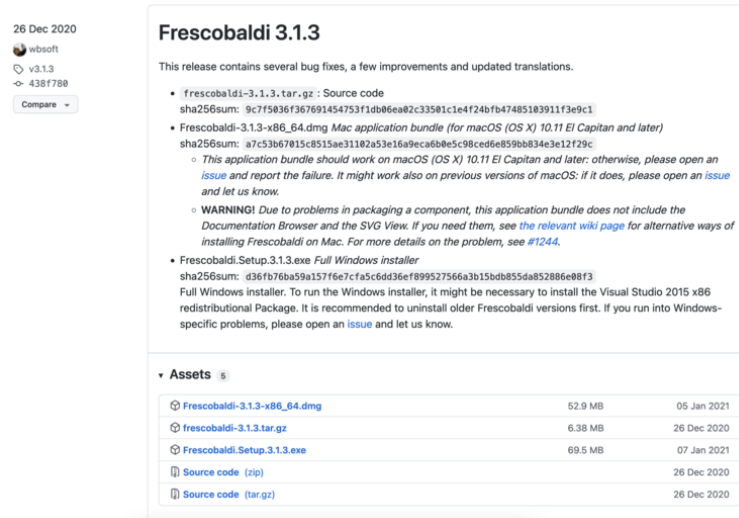 26 Dec 2020
wbsoft
v3.1.3
438f780
Compare
Frescobaldi 3.1.3
This release contains several bug fixes, a few improvements and updated translations.
frescobaldi-3.1.3.tar.gz : Source code
sha256sum: 9c7f5036f367691454753f1db06ea02c33501c1e4f24bfb47485103911f3e9c1
Frescobaldi-3.1.3-x86_64.dmg Mac application bundle (for macOS (OS X) 10.11 El Capitan and later)
sha256sum: a7c53b67015c8515ae31102a53e16a9eca6b0e5c98ced6e859bb834e3e12f29c
This application bundle should work on macOS (OS X) 10.11 El Capitan and later: otherwise, please open an
issue and report the failure. It might work also on previous versions of macOS: if it does, please open an issue
and let us know.
WARNING! Due to problems in packaging a component, this application bundle does not include the
Documentation Browser and the SVG View. If you need them, see the relevant wiki page for alternative ways of
installing Frescobaldi on Mac. For more details on the problem, see #1244.
Frescobaldi.Setup.3.1.3.exe Full Windows installer
sha256sum: d36fb76ba59a157f6e7cfa5c6dd36ef899527566a3b15bdb855da852886e08f3
Full Windows installer. To run the Windows installer, it might be necessary to install the Visual Studio 2015 x86
redistributional Package. It is recommended to uninstall older Frescobaldi versions first. If you run into Windows-
specific problems, please open an issue and let us know.
Assets 5
Frescobaldi-3.1.3-x86_64.dmg 52.9 MB 05 Jan 2021
frescobaldi-3.1.3.tar.gz 6.38 MB 26 Dec 2020
Frescobaldi.Setup.3.1.3.exe 69.5 MB 07 Jan 2021
Source code (zip) 26 Dec 2020
Source code (tar.gz) 26 Dec 2020